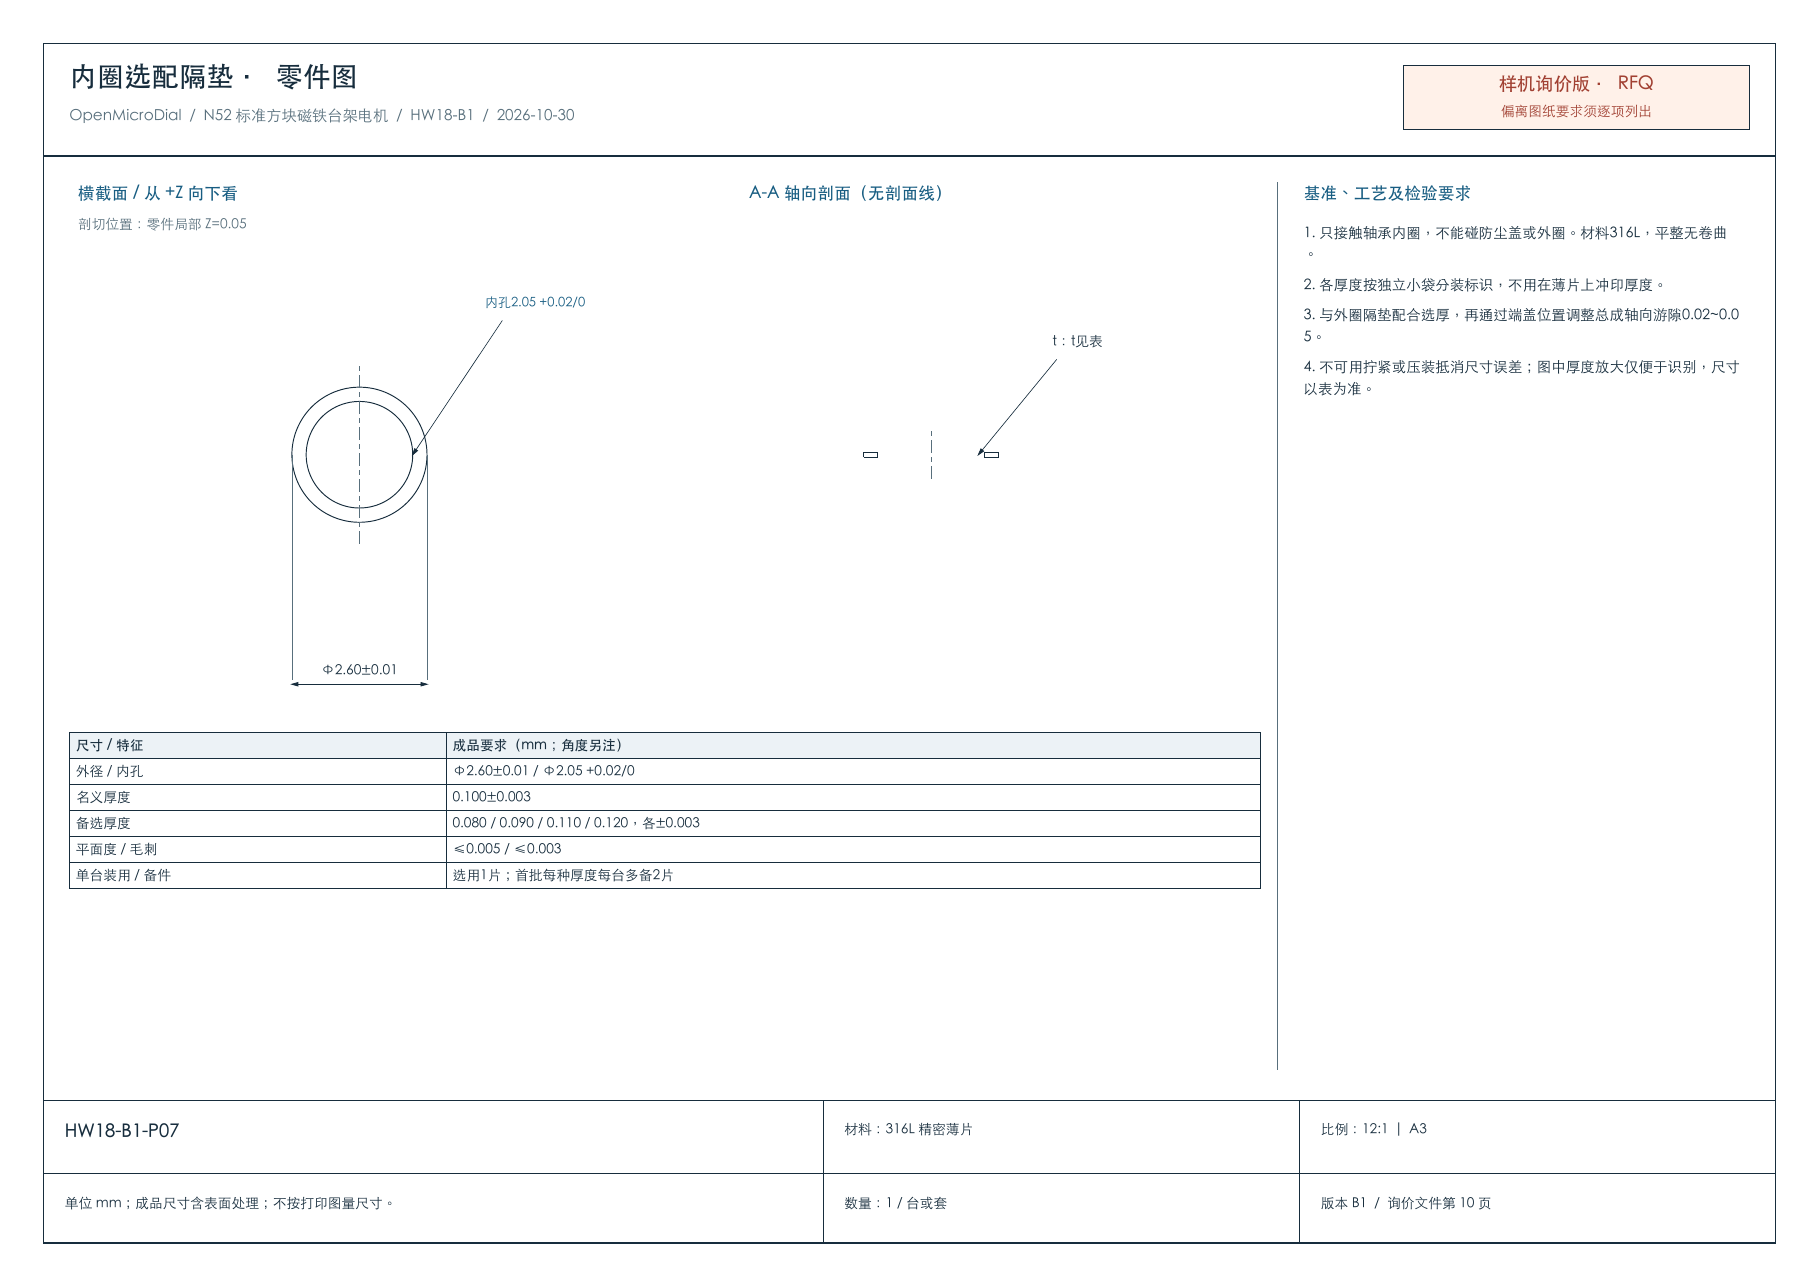 内圈选配隔垫 · 零件图
OpenMicroDial / N52 标准方块磁铁台架电机 / HW18-B1 / 2026-10-30
样机询价版 · RFQ
偏离图纸要求须逐项列出
横截面 / 从 +Z 向下看
剖切位置：零件局部 Z=0.05
内孔2.05 +0.02/0
Φ2.60±0.01
A-A 轴向剖面（无剖面线）
t：t见表
基准、工艺及检验要求
1. 只接触轴承内圈，不能碰防尘盖或外圈。材料316L，平整无卷曲
。
2. 各厚度按独立小袋分装标识，不用在薄片上冲印厚度。
3. 与外圈隔垫配合选厚，再通过端盖位置调整总成轴向游隙0.02~0.0
5。
4. 不可用拧紧或压装抵消尺寸误差；图中厚度放大仅便于识别，尺寸
以表为准。
尺寸 / 特征 成品要求（mm；角度另注）
外径 / 内孔 Φ2.60±0.01 / Φ2.05 +0.02/0
名义厚度 0.100±0.003
备选厚度 0.080 / 0.090 / 0.110 / 0.120，各±0.003
平面度 / 毛刺 ≤0.005 / ≤0.003
单台装用 / 备件 选用1片；首批每种厚度每台多备2片
HW18-B1-P07 材料：316L 精密薄片 比例：12:1 | A3
单位 mm；成品尺寸含表面处理；不按打印图量尺寸。 数量：1 / 台或套 版本 B1 / 询价文件第 10 页